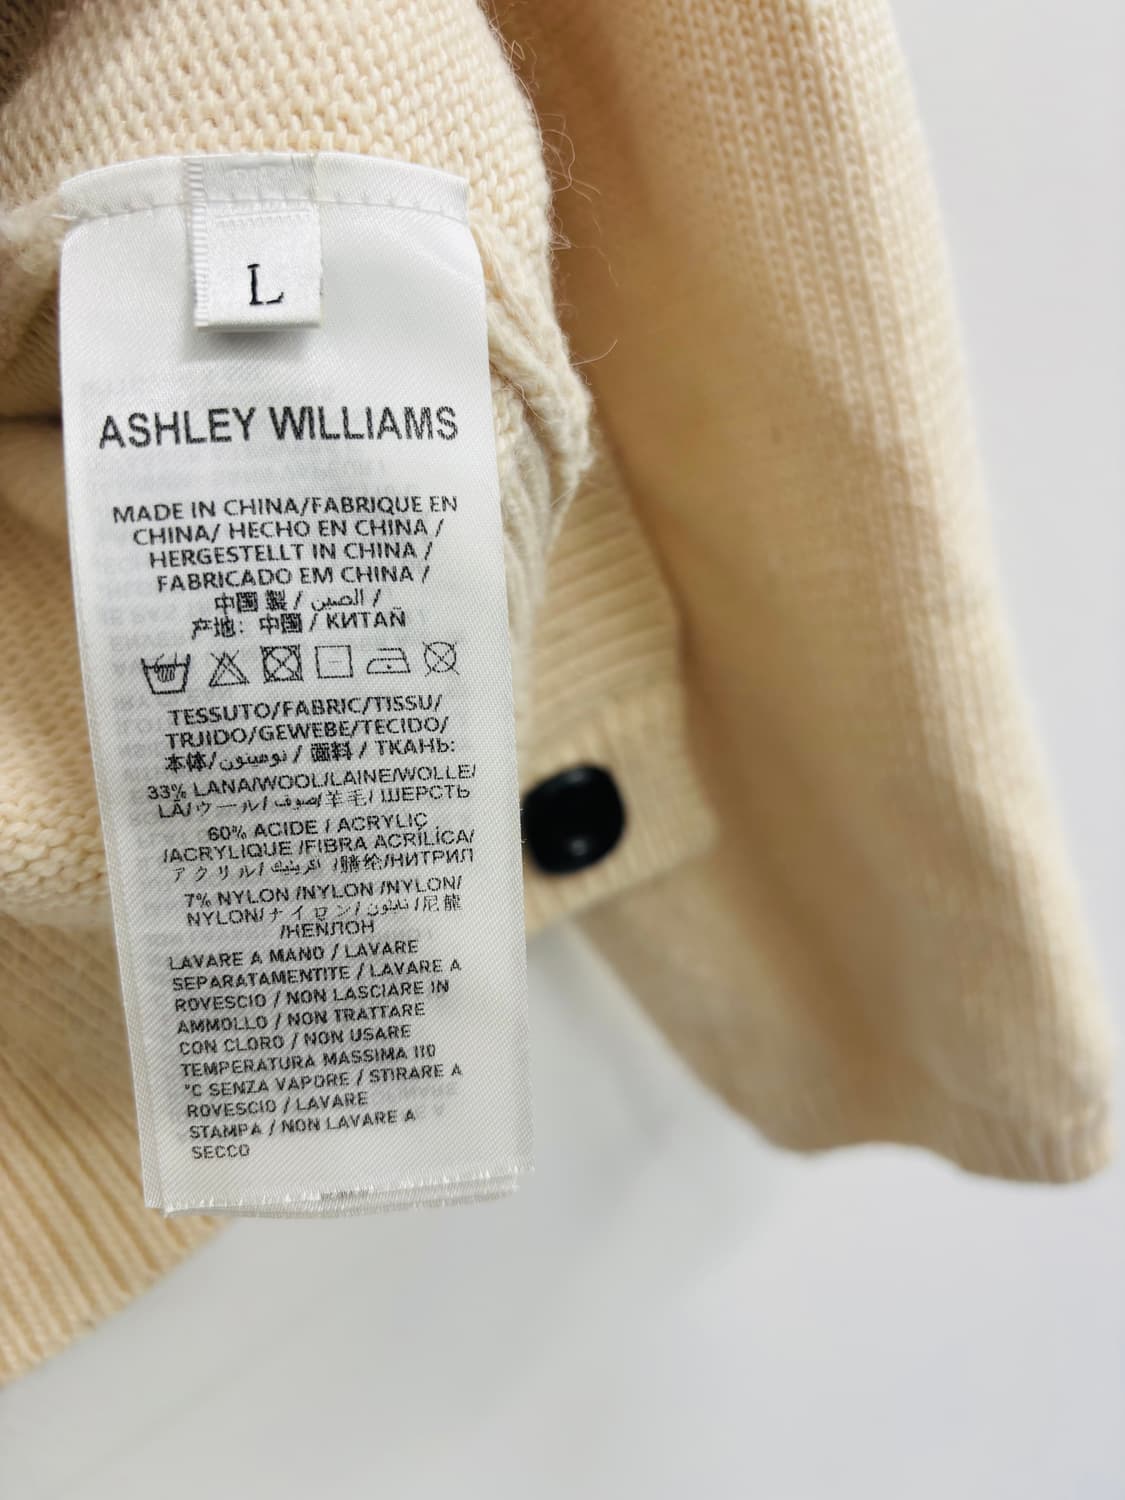 L
ASHLEY WILLIAMS
MADE IN CHINA/FABRIQUE EN
CHINA/ HECHO EN CHINA /
HERGESTELLT IN CHINA /
FABRICADO EM CHINA /
中国 製 / الصين /
产地: 中国 / КИТАЙ
TESSUTO/FABRIC/TISSU/
TRJIDO/GEWEBE/TECIDO/
本体/ / 面料 / ТКАНЬ:
33% LANA/WOOL/LAINE/WOLLE/
LÃ/ウール/ صوف/羊毛/ ШЕРСТЬ
60% ACIDE / ACRYLIC
/ACRYLIQUE /FIBRA ACRÍLICA/
アクリル/ / /НИТРИЛ
7% NYLON /NYLON /NYLON/
NYLON/ナイロン/ /尼龍
/НЕЙЛОН
LAVARE A MANO / LAVARE
SEPARATAMENTITE / LAVARE A
ROVESCIO / NON LASCIARE IN
AMMOLLO / NON TRATTARE
CON CLORO / NON USARE
TEMPERATURA MASSIMA 110
°C SENZA VAPORE / STIRARE A
ROVESCIO / LAVARE
STAMPA / NON LAVARE A
SECCO